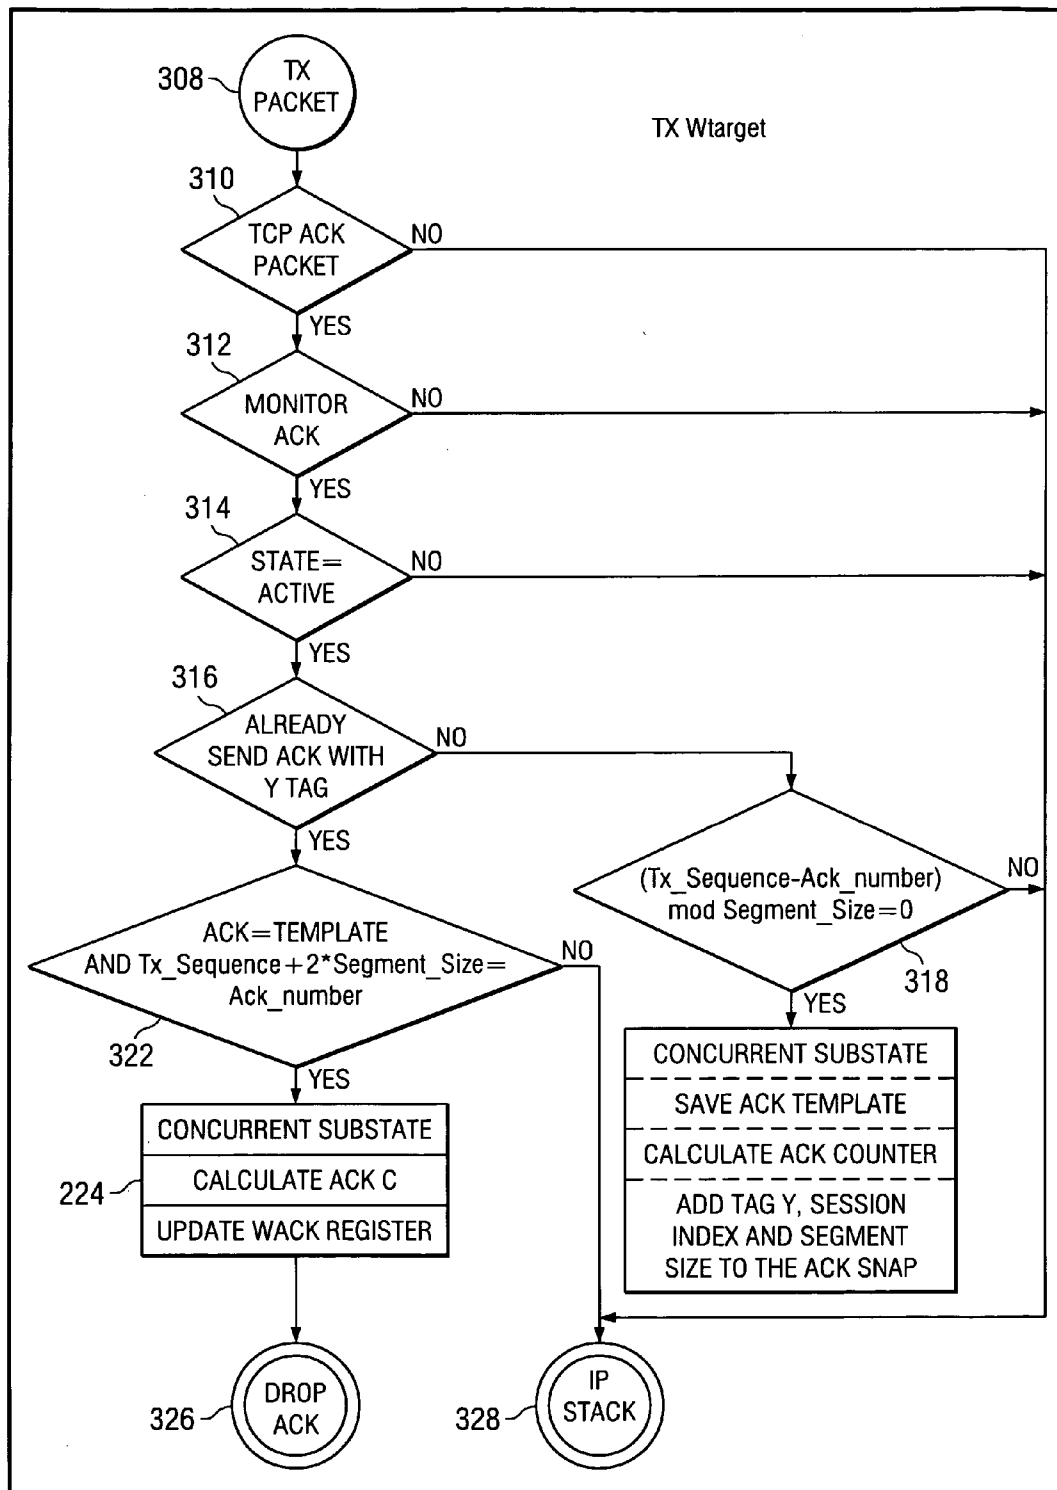 308
TX
PACKET
TX Wtarget
310
TCP ACK
PACKET
NO
YES
312
MONITOR
ACK
NO
YES
314
STATE=
ACTIVE
NO
YES
316
ALREADY
SEND ACK WITH
Y TAG
NO
YES
(Tx_Sequence-Ack_number)
mod Segment_Size=0
NO
318
YES
ACK=TEMPLATE
AND Tx_Sequence+2*Segment_Size=
Ack_number
NO
322
YES
CONCURRENT SUBSTATE
SAVE ACK TEMPLATE
CALCULATE ACK COUNTER
ADD TAG Y, SESSION
INDEX AND SEGMENT
SIZE TO THE ACK SNAP
CONCURRENT SUBSTATE
224
CALCULATE ACK C
UPDATE WACK REGISTER
326
DROP
ACK
328
IP
STACK